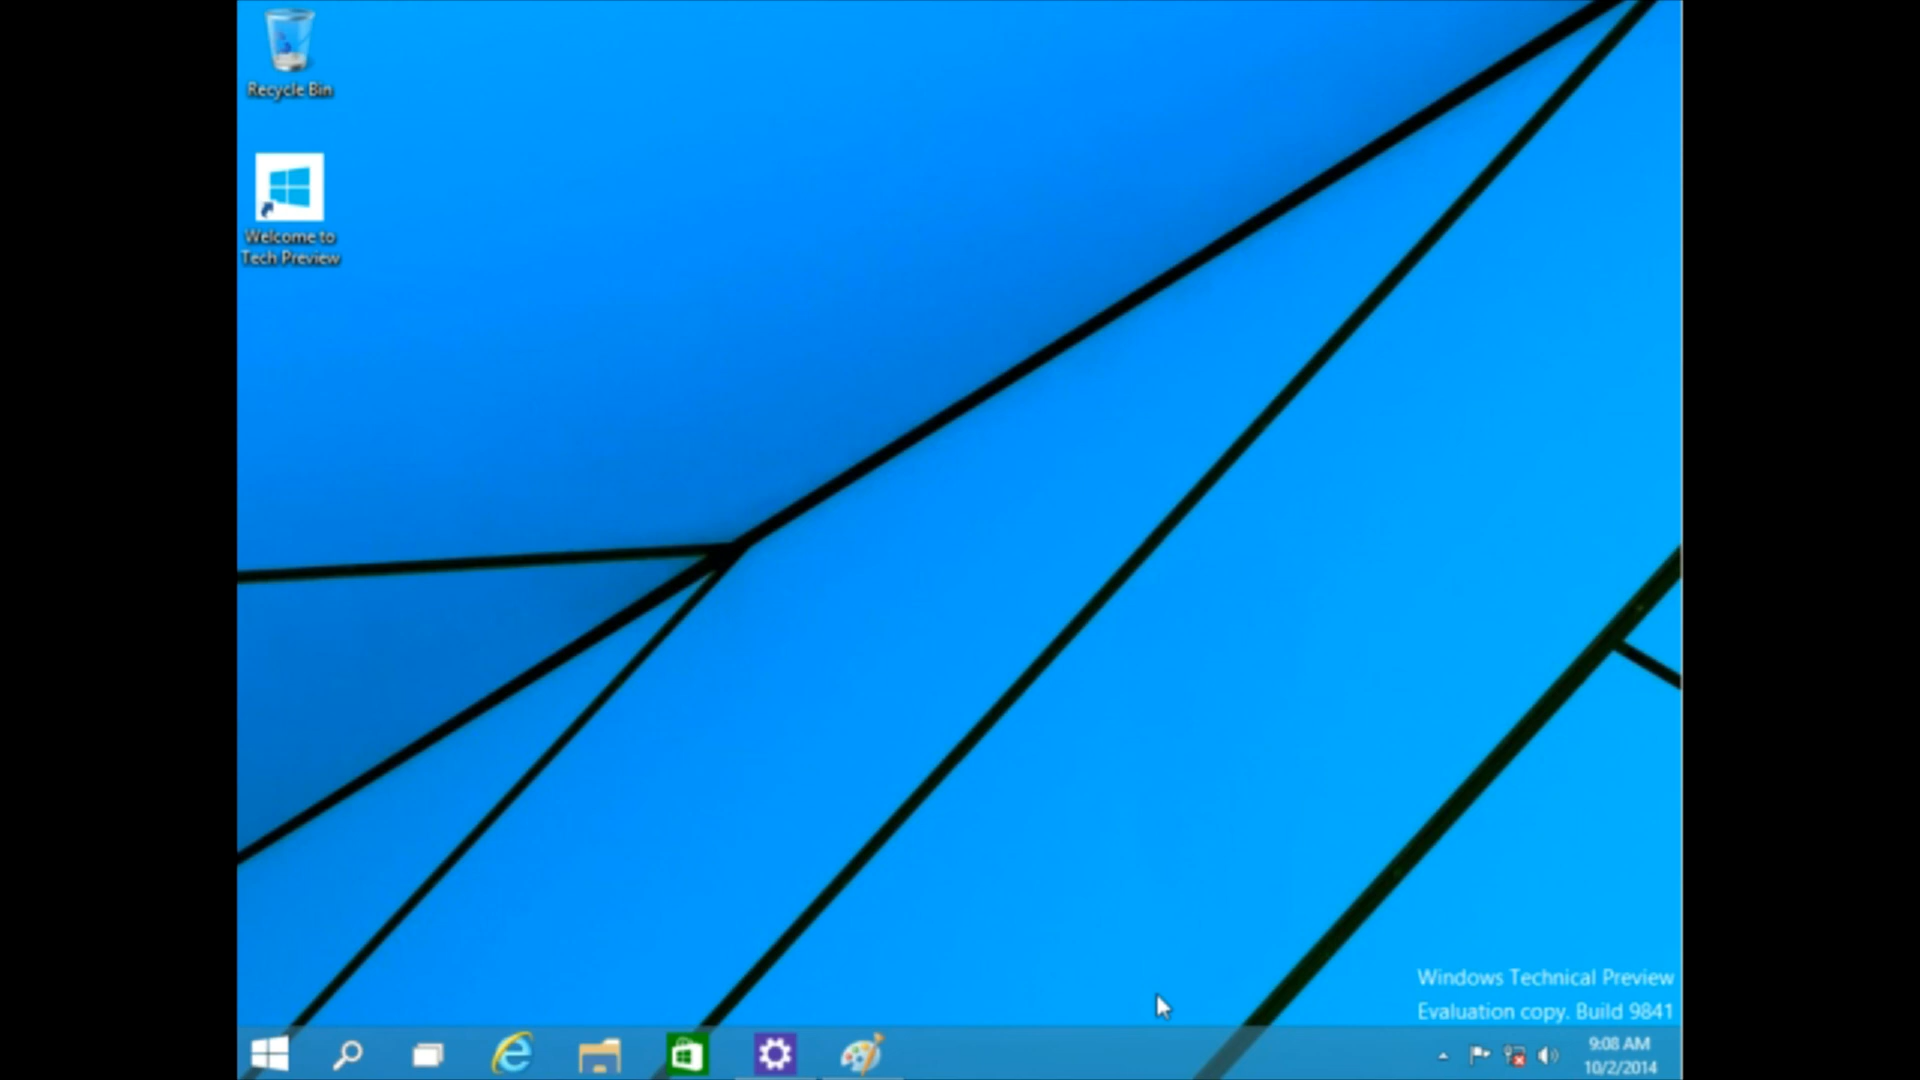 Recycle Bin
Welcome to
Tech Preview
Windows Technical Preview
Evaluation copy. Build 9841
9:08 AM
10/2/2014